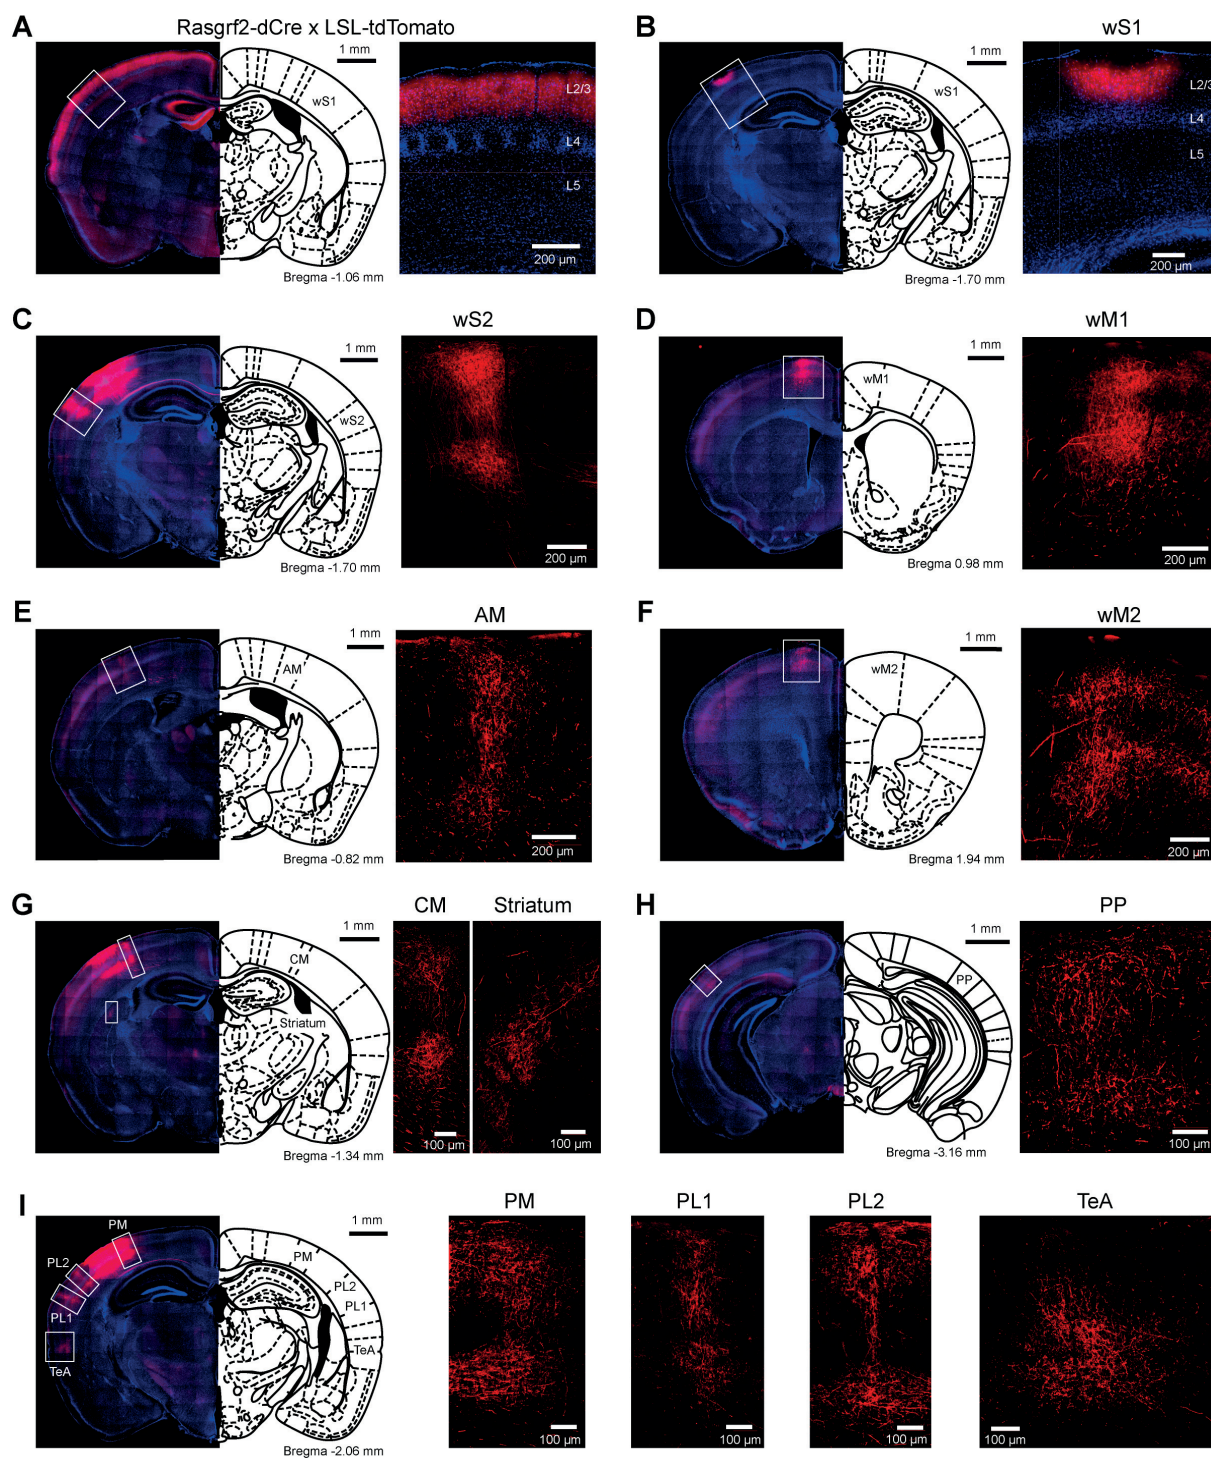 A
Rasgrf2-dCre x LSL-tdTomato
1 mm
wS1
L2/3
L4
L5
200 µm
Bregma -1.06 mm
B
wS1
1 mm
wS1
L2/3
L4
L5
200 µm
Bregma -1.70 mm
C
wS2
1 mm
wS2
200 µm
Bregma -1.70 mm
D
wM1
1 mm
wM1
200 µm
Bregma 0.98 mm
E
AM
1 mm
AM
200 µm
Bregma -0.82 mm
F
wM2
1 mm
wM2
200 µm
Bregma 1.94 mm
G
CM
Striatum
1 mm
CM
Striatum
100 µm
100 µm
Bregma -1.34 mm
H
PP
1 mm
PP
100 µm
Bregma -3.16 mm
I
PM
PL1
PL2
TeA
PM
1 mm
PL2
PL1
TeA
PM
PL2
PL1
TeA
100 µm
100 µm
100 µm
100 µm
Bregma -2.06 mm